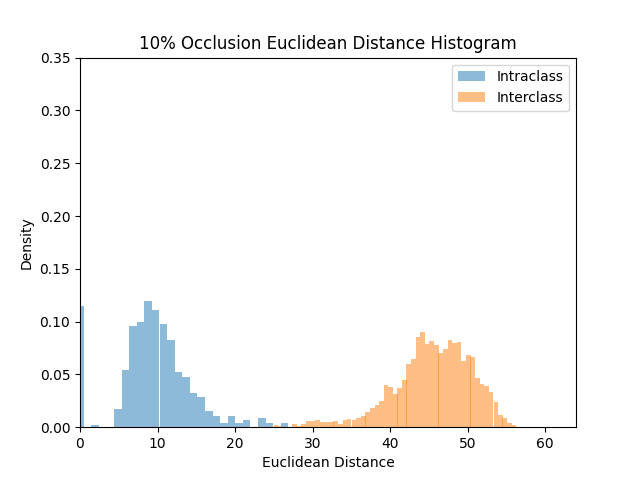 10% Occlusion Euclidean Distance Histogram
0.35
0.30
0.25
0.20
0.15
0.10
0.05
0.00
Density
Intraclass
Interclass
0 10 20 30 40 50 60
Euclidean Distance